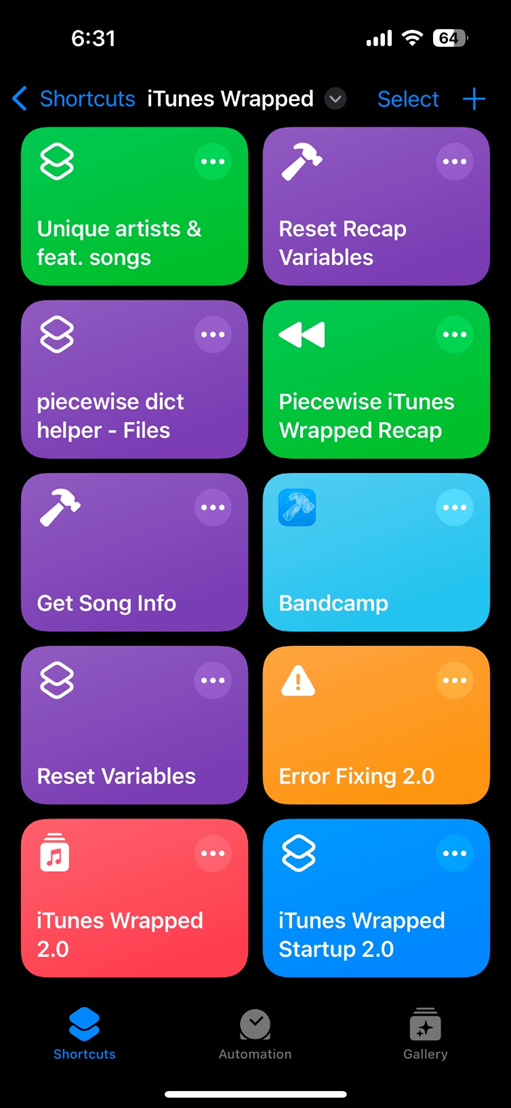 6:31
64
Shortcuts iTunes Wrapped Select
Unique artists &
feat. songs
Reset Recap
Variables
piecewise dict
helper - Files
Piecewise iTunes
Wrapped Recap
Get Song Info
Bandcamp
Reset Variables
Error Fixing 2.0
iTunes Wrapped
2.0
iTunes Wrapped
Startup 2.0
Shortcuts
Automation
Gallery